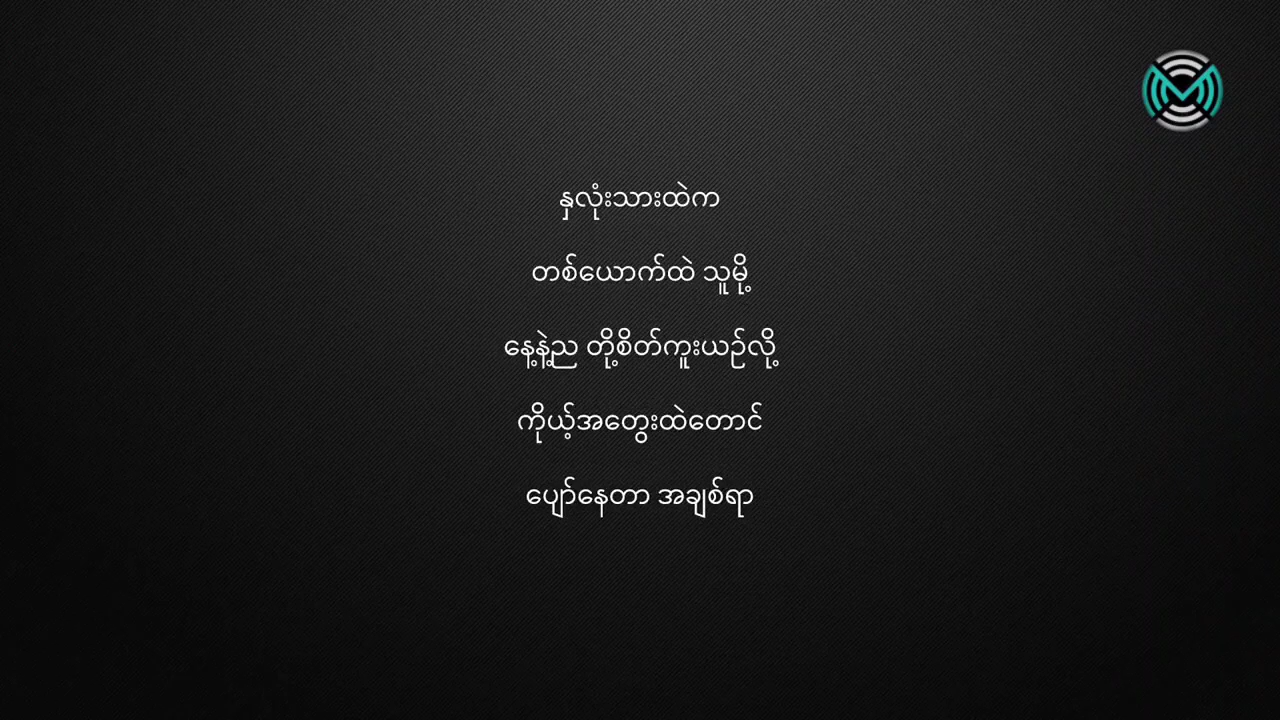 နှလုံးသားထဲက
တစ်ယောက်ထဲ သူမို့
နေ့နဲ့ည တို့စိတ်ကူးယဉ်လို့
ကိုယ့်အတွေးထဲတောင်
ပျော်နေတာ အချစ်ရာ